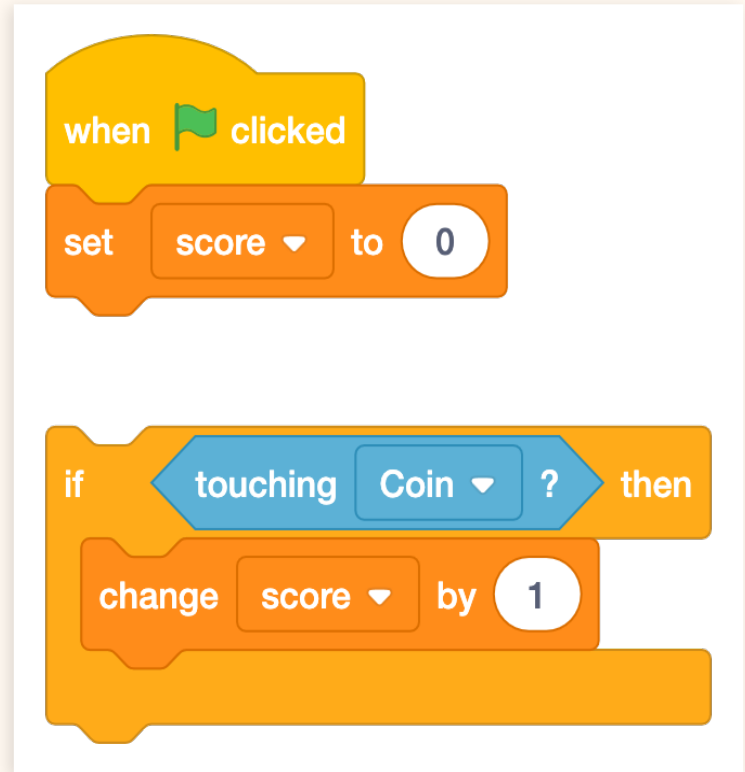 when clicked
set score to 0
if touching Coin ? then
change score by 1